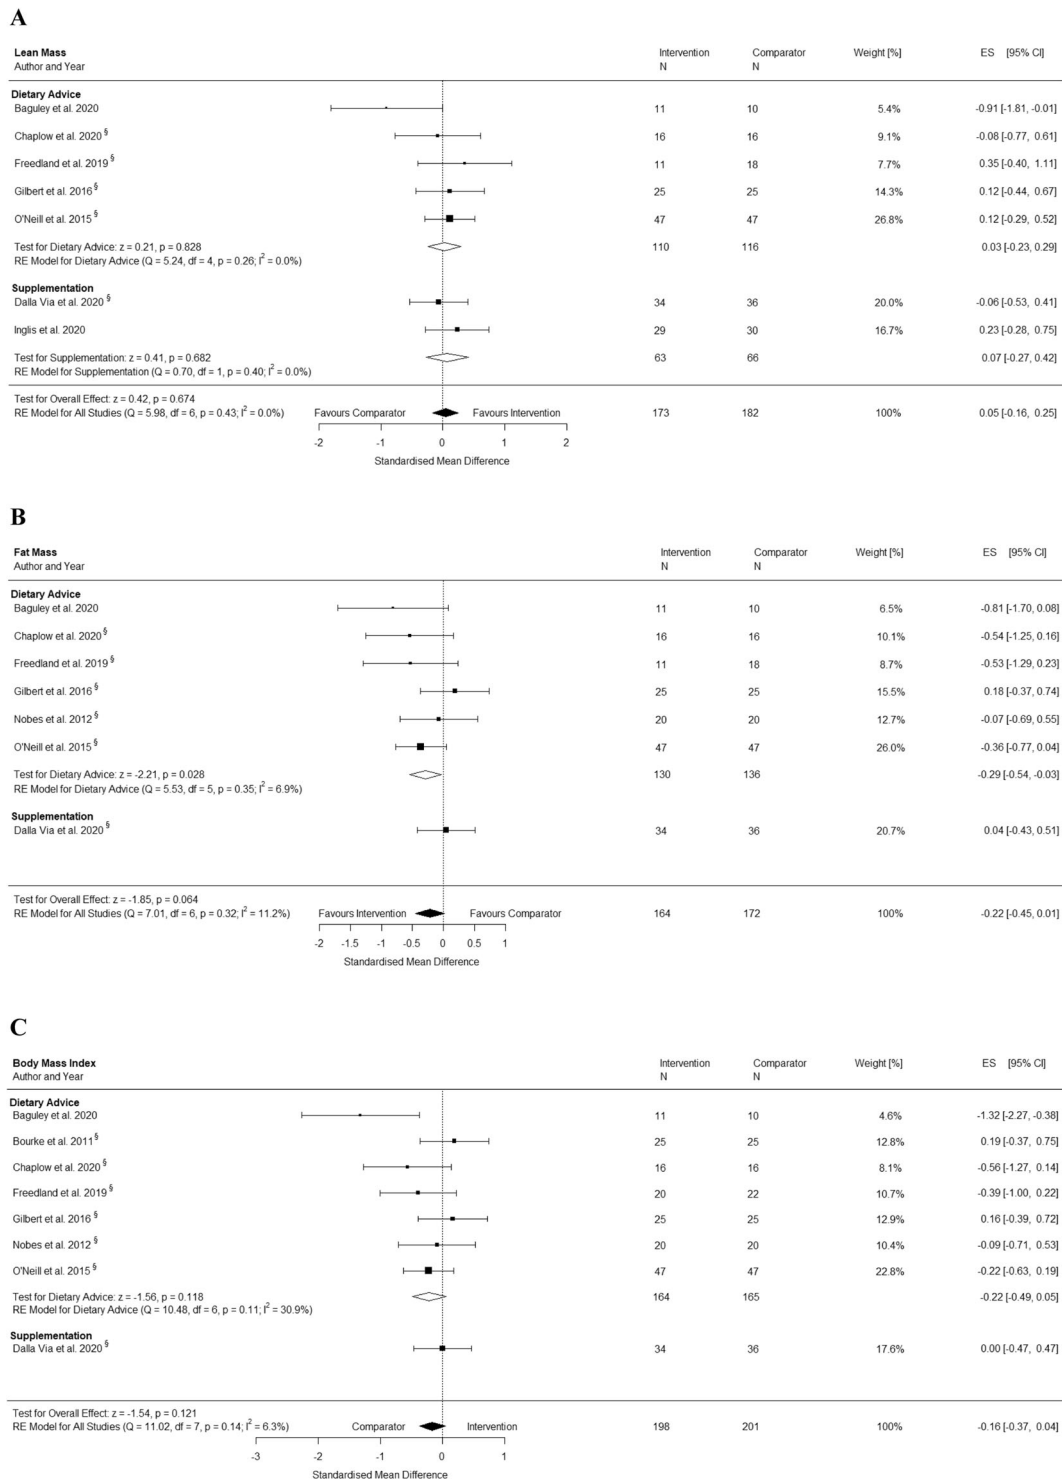 A
Lean Mass Intervention Comparator Weight [%] ES [95% CI]
Author and Year N N
Dietary Advice
Baguley et al. 2020 11 10 5.4% -0.91 [-1.81, -0.01]
Chaplow et al. 2020 § 16 16 9.1% -0.08 [-0.77, 0.61]
Freedland et al. 2019 § 11 18 7.7% 0.35 [-0.40, 1.11]
Gilbert et al. 2016 § 25 25 14.3% 0.12 [-0.44, 0.67]
O'Neill et al. 2015 § 47 47 26.8% 0.12 [-0.29, 0.52]
Test for Dietary Advice: z = 0.21, p = 0.828 110 116 0.03 [-0.23, 0.29]
RE Model for Dietary Advice (Q = 5.24, df = 4, p = 0.26; I² = 0.0%)
Supplementation
Dalla Via et al. 2020 § 34 36 20.0% -0.06 [-0.53, 0.41]
Inglis et al. 2020 29 30 16.7% 0.23 [-0.28, 0.75]
Test for Supplementation: z = 0.41, p = 0.682 63 66 0.07 [-0.27, 0.42]
RE Model for Supplementation (Q = 0.70, df = 1, p = 0.40; I² = 0.0%)
Test for Overall Effect: z = 0.42, p = 0.674
RE Model for All Studies (Q = 5.98, df = 6, p = 0.43; I² = 0.0%) Favours Comparator Favours Intervention 173 182 100% 0.05 [-0.16, 0.25]
-2 -1 0 1 2
Standardised Mean Difference
B
Fat Mass Intervention Comparator Weight [%] ES [95% CI]
Author and Year N N
Dietary Advice
Baguley et al. 2020 11 10 6.5% -0.81 [-1.70, 0.08]
Chaplow et al. 2020 § 16 16 10.1% -0.54 [-1.25, 0.16]
Freedland et al. 2019 § 11 18 8.7% -0.53 [-1.29, 0.23]
Gilbert et al. 2016 § 25 25 15.5% 0.18 [-0.37, 0.74]
Nobes et al. 2012 § 20 20 12.7% -0.07 [-0.69, 0.55]
O'Neill et al. 2015 § 47 47 26.0% -0.36 [-0.77, 0.04]
Test for Dietary Advice: z = -2.21, p = 0.028 130 136 -0.29 [-0.54, -0.03]
RE Model for Dietary Advice (Q = 5.53, df = 5, p = 0.35; I² = 6.9%)
Supplementation
Dalla Via et al. 2020 § 34 36 20.7% 0.04 [-0.43, 0.51]
Test for Overall Effect: z = -1.85, p = 0.064
RE Model for All Studies (Q = 7.01, df = 6, p = 0.32; I² = 11.2%) Favours Intervention Favours Comparator 164 172 100% -0.22 [-0.45, 0.01]
-2 -1.5 -1 -0.5 0 0.5 1
Standardised Mean Difference
C
Body Mass Index Intervention Comparator Weight [%] ES [95% CI]
Author and Year N N
Dietary Advice
Baguley et al. 2020 11 10 4.6% -1.32 [-2.27, -0.38]
Bourke et al. 2011 § 25 25 12.8% 0.19 [-0.37, 0.75]
Chaplow et al. 2020 § 16 16 8.1% -0.56 [-1.27, 0.14]
Freedland et al. 2019 § 20 22 10.7% -0.39 [-1.00, 0.22]
Gilbert et al. 2016 § 25 25 12.9% 0.16 [-0.39, 0.72]
Nobes et al. 2012 § 20 20 10.4% -0.09 [-0.71, 0.53]
O'Neill et al. 2015 § 47 47 22.8% -0.22 [-0.63, 0.19]
Test for Dietary Advice: z = -1.56, p = 0.118 164 165 -0.22 [-0.49, 0.05]
RE Model for Dietary Advice (Q = 10.48, df = 6, p = 0.11; I² = 30.9%)
Supplementation
Dalla Via et al. 2020 § 34 36 17.6% 0.00 [-0.47, 0.47]
Test for Overall Effect: z = -1.54, p = 0.121
RE Model for All Studies (Q = 11.02, df = 7, p = 0.14; I² = 6.3%) Comparator Intervention 198 201 100% -0.16 [-0.37, 0.04]
-3 -2 -1 0 1
Standardised Mean Difference